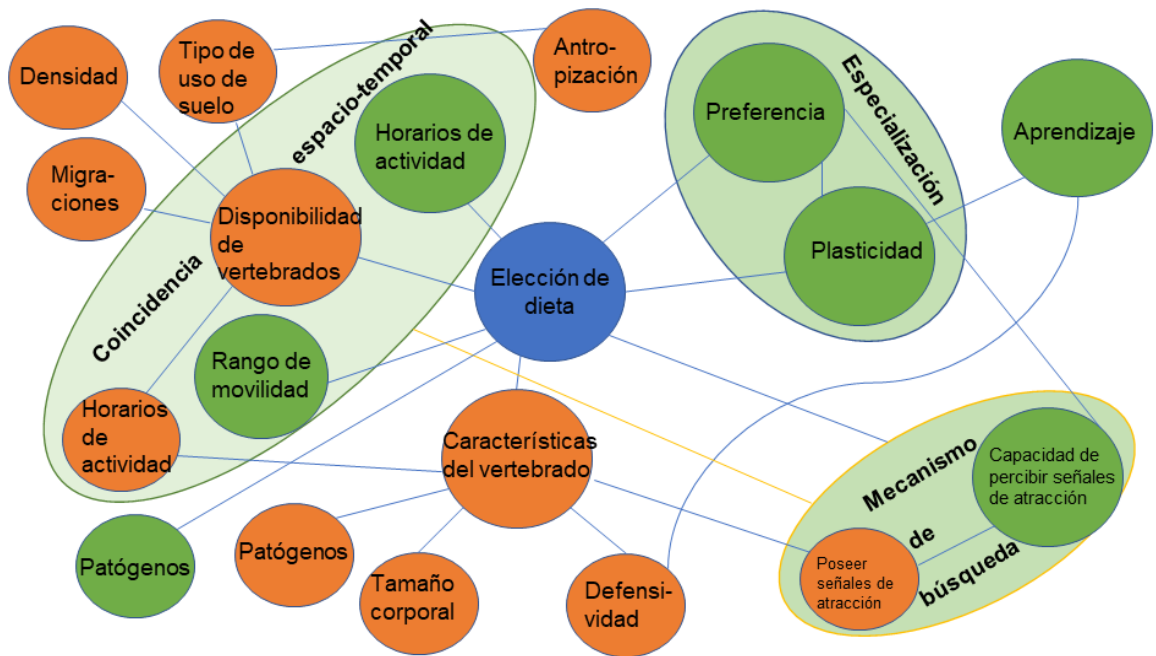 Densidad
Tipo de
uso de
suelo
Antro-
pización
Migra-
ciones
Coincidencia
espacio-temporal
Horarios de
actividad
Disponibilidad
de
vertebrados
Rango de
movilidad
Horarios
de
actividad
Elección de
dieta
Preferencia
Especialización
Plasticidad
Aprendizaje
Características
del vertebrado
Patógenos
Patógenos
Tamaño
corporal
Defensi-
vidad
Mecanismo
de
búsqueda
Capacidad de
percibir señales
de atracción
Poseer
señales de
atracción